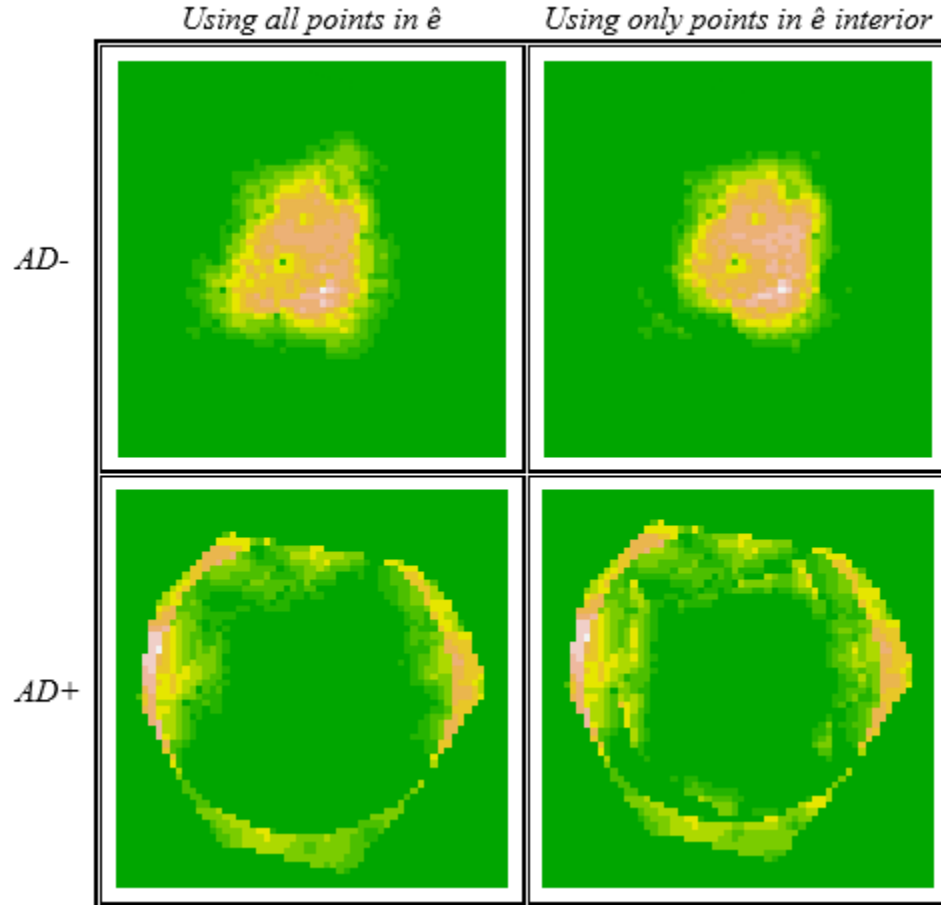 Using all points in ê
Using only points in ê interior
AD-
AD+